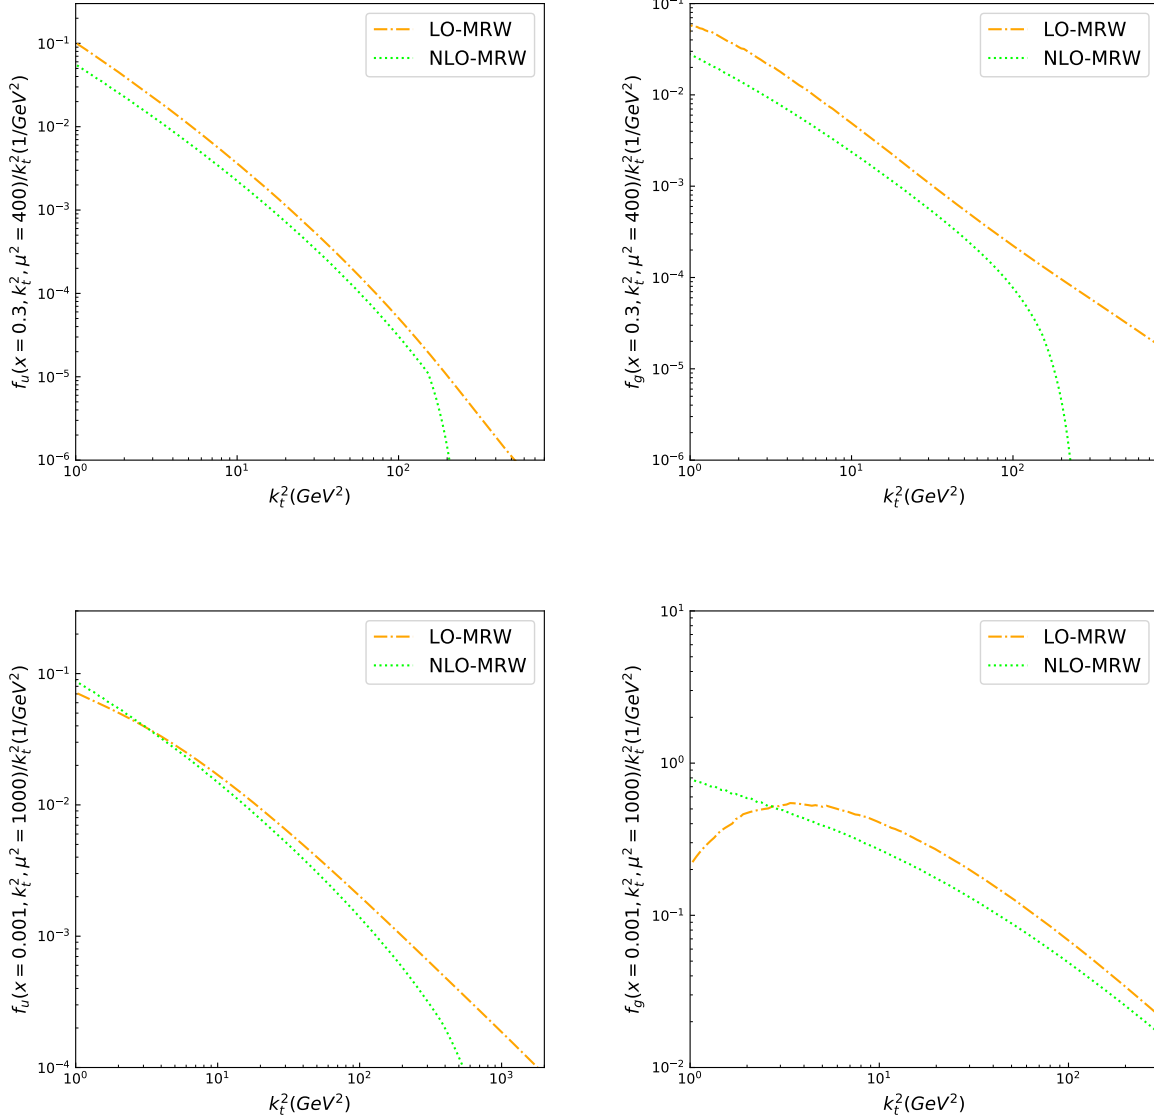 LO-MRW
NLO-MRW
10^{-1}
10^{-2}
10^{-3}
10^{-4}
10^{-5}
10^{-6}
f_u(x = 0.3, k_t^2, μ^2 = 400)/k_t^2(1/GeV^2)
10^0 10^1 10^2
k_t^2(GeV^2)
LO-MRW
NLO-MRW
10^{-1}
10^{-2}
10^{-3}
10^{-4}
10^{-5}
10^{-6}
f_g(x = 0.3, k_t^2, μ^2 = 400)/k_t^2(1/GeV^2)
10^0 10^1 10^2
k_t^2(GeV^2)
LO-MRW
NLO-MRW
10^{-1}
10^{-2}
10^{-3}
10^{-4}
f_u(x = 0.001, k_t^2, μ^2 = 1000)/k_t^2(1/GeV^2)
10^0 10^1 10^2 10^3
k_t^2(GeV^2)
LO-MRW
NLO-MRW
10^1
10^0
10^{-1}
10^{-2}
f_g(x = 0.001, k_t^2, μ^2 = 1000)/k_t^2(1/GeV^2)
10^0 10^1 10^2
k_t^2(GeV^2)